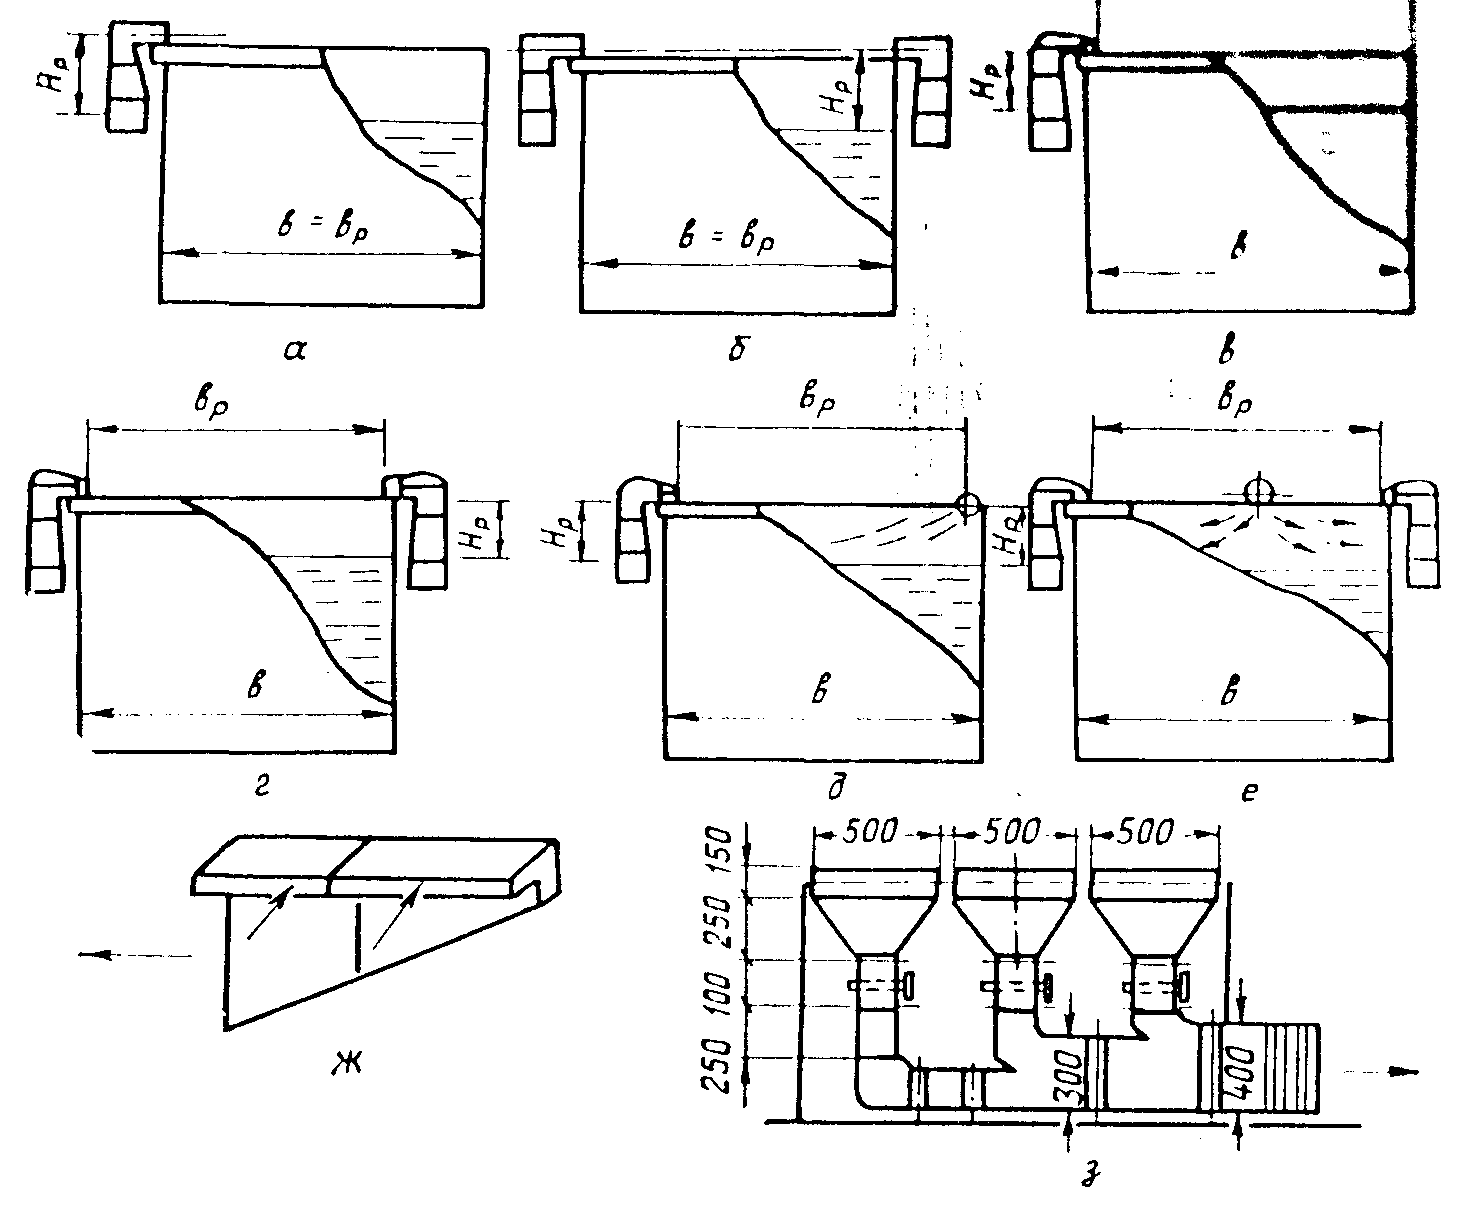 Hр
в = вр
а
Hр
в = вр
б
Hр
в
в
вр
Hр
в
г
вр
Hр
в
д
вр
Hр
в
е
ж
500 500 500
150
250
100
250
300
400
з